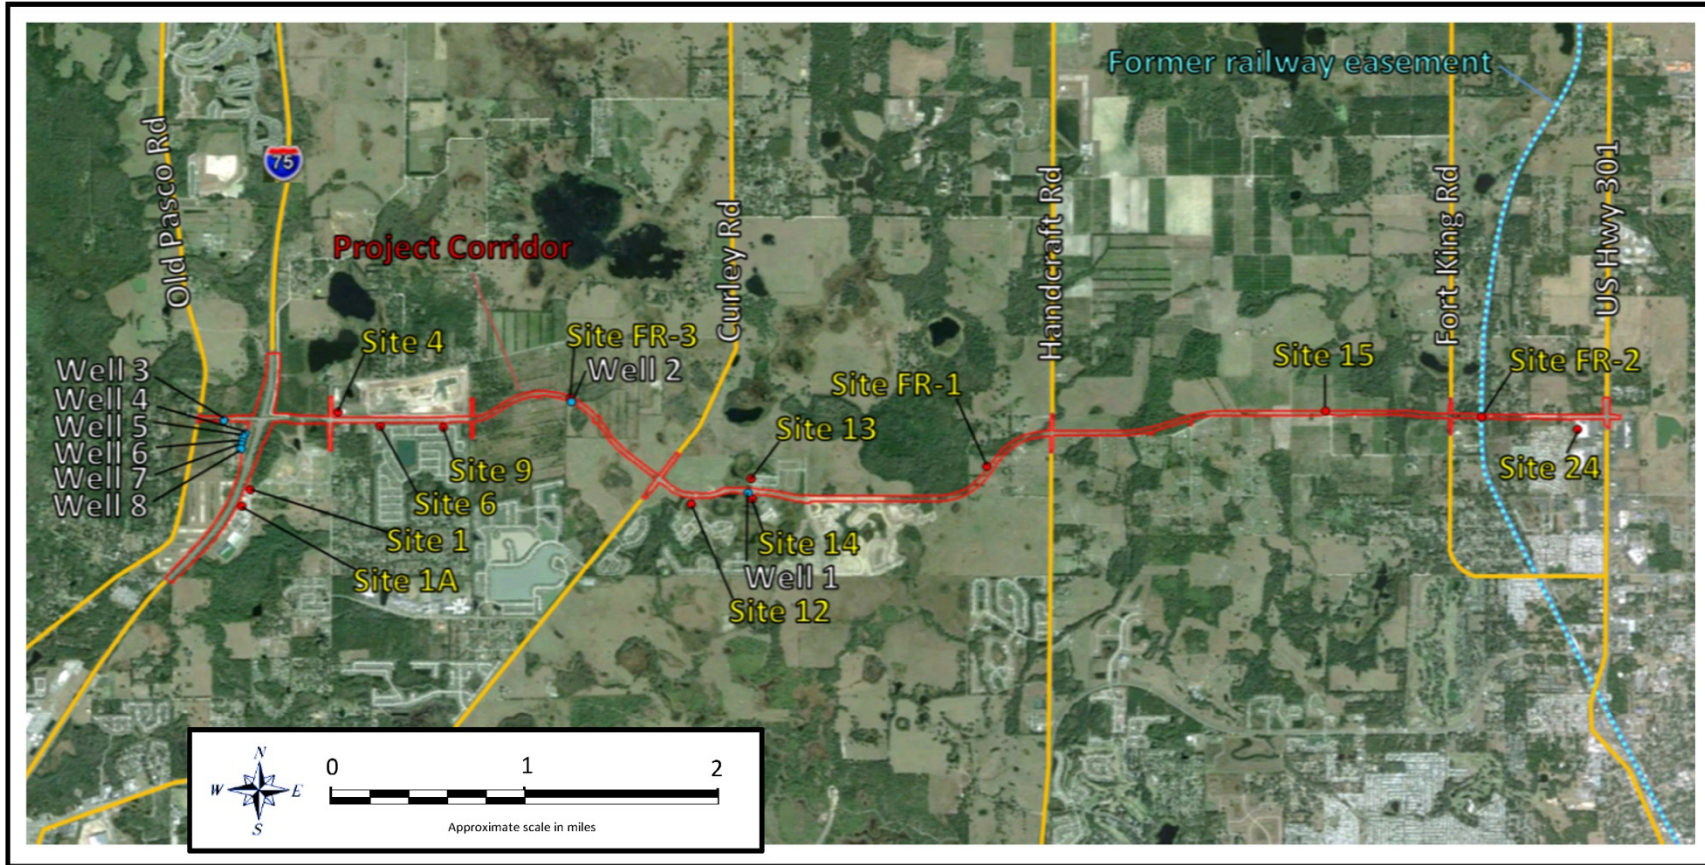 Former railway easement
Old Pasco Rd
75
Project Corridor
Curley Rd
Handcraft Rd
Fort King Rd
US Hwy 301
Site 4
Site FR-3
Well 2
Well 3
Well 4
Well 5
Well 6
Well 7
Well 8
Site FR-1
Site 15
Site FR-2
Site 13
Site 9
Site 6
Site 24
Site 1
Site 14
Site 1A
Well 1
Site 12
N
W E
S
0 1 2
Approximate scale in miles